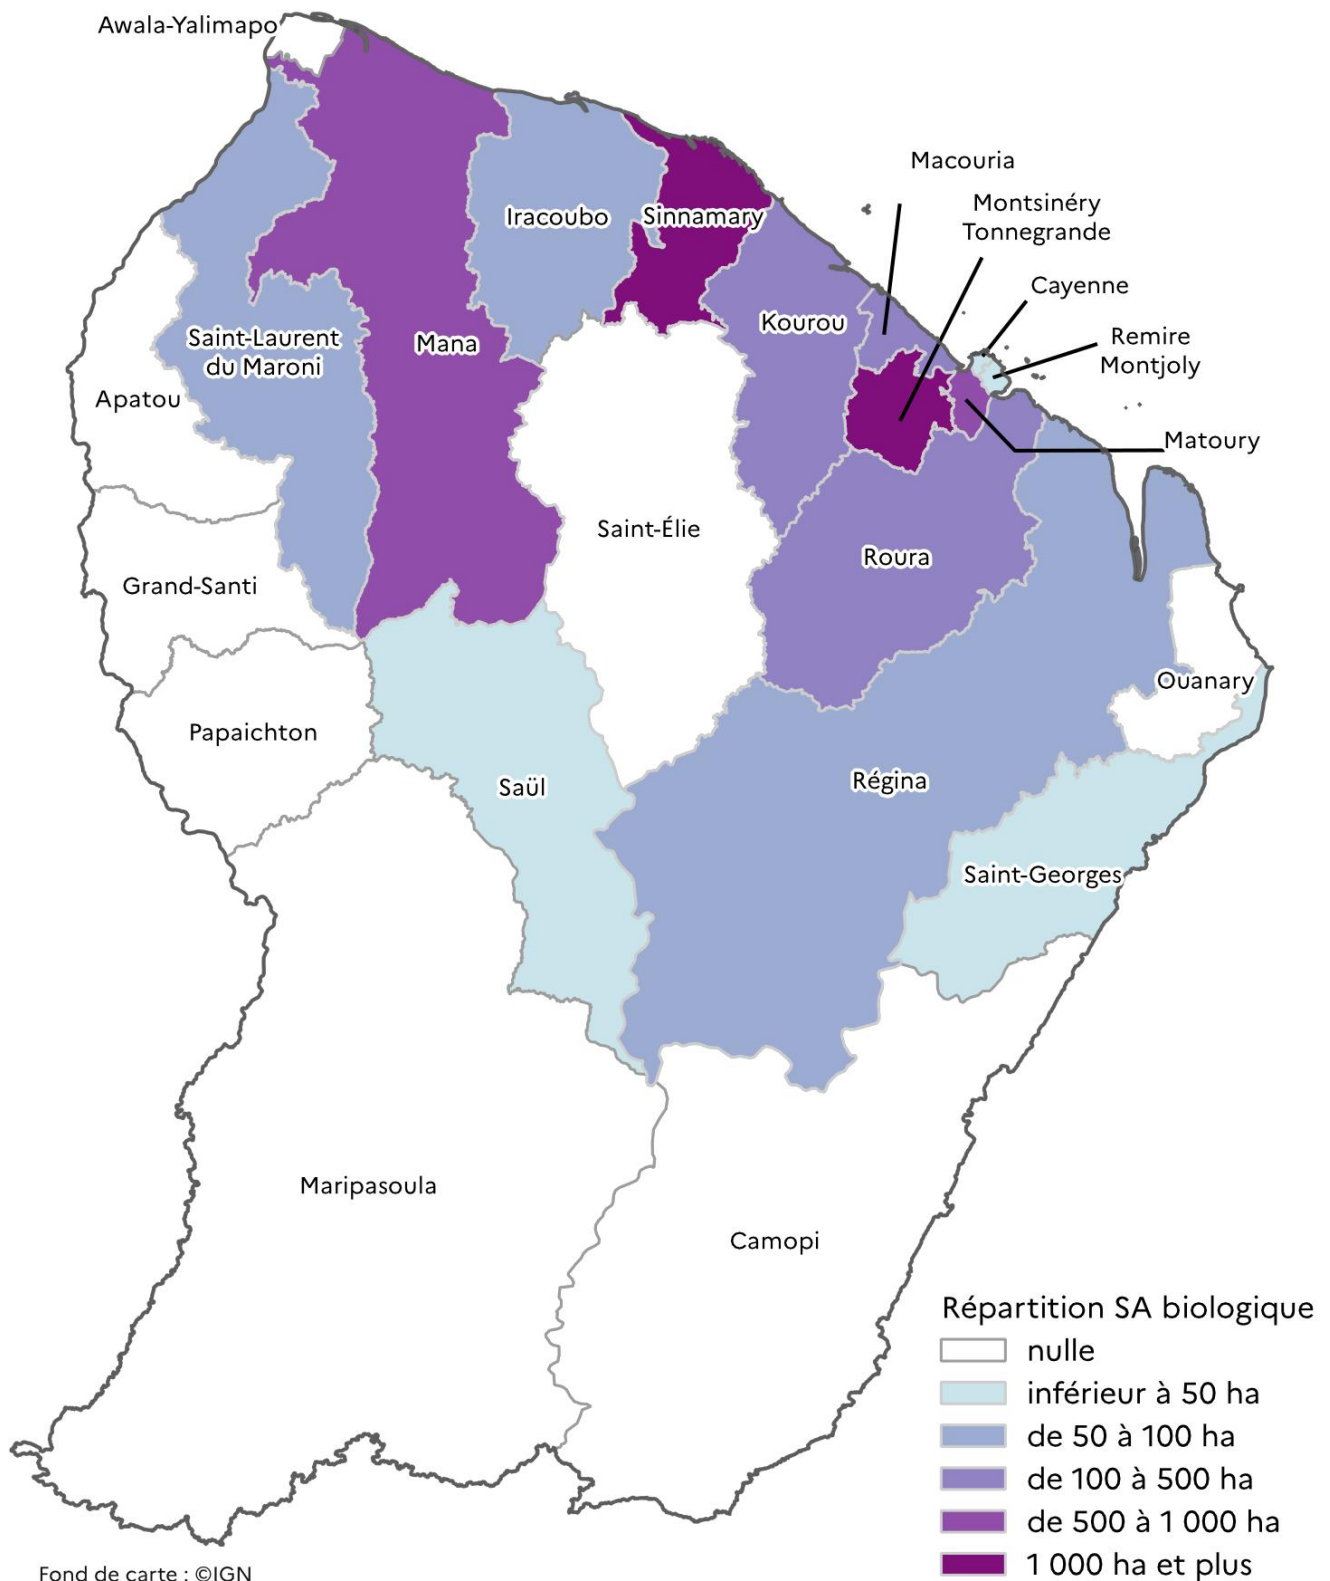 Awala-Yalimapo
Macouria
Montsinéry
Tonnegrande
Iracoubo
Sinnamary
Cayenne
Kourou
Saint-Laurent
du Maroni
Mana
Remire
Montjoly
Apatou
Matoury
Saint-Élie
Roura
Grand-Santi
Ouanary
Papaichton
Régina
Saül
Saint-Georges
Maripasoula
Camopi
Répartition SA biologique
nulle
inférieur à 50 ha
de 50 à 100 ha
de 100 à 500 ha
de 500 à 1 000 ha
1 000 ha et plus
Fond de carte : ©IGN